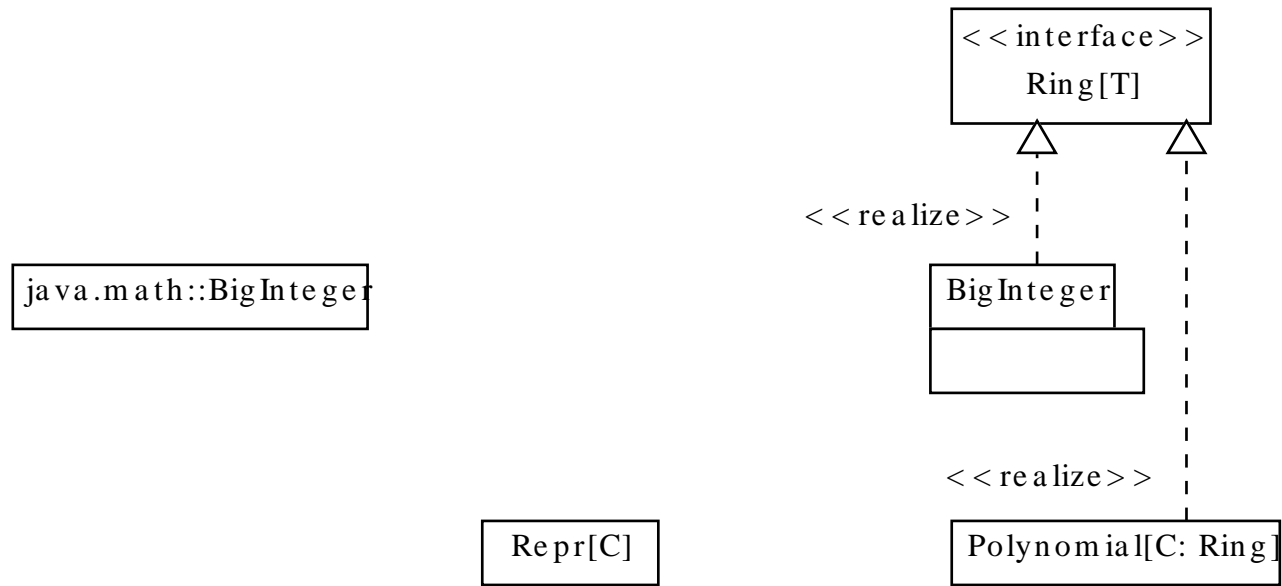 <<interface>>
Ring[T]
<<realize>>
java.math::BigInteger
BigInteger
<<realize>>
Repr[C]
Polynomial[C: Ring]